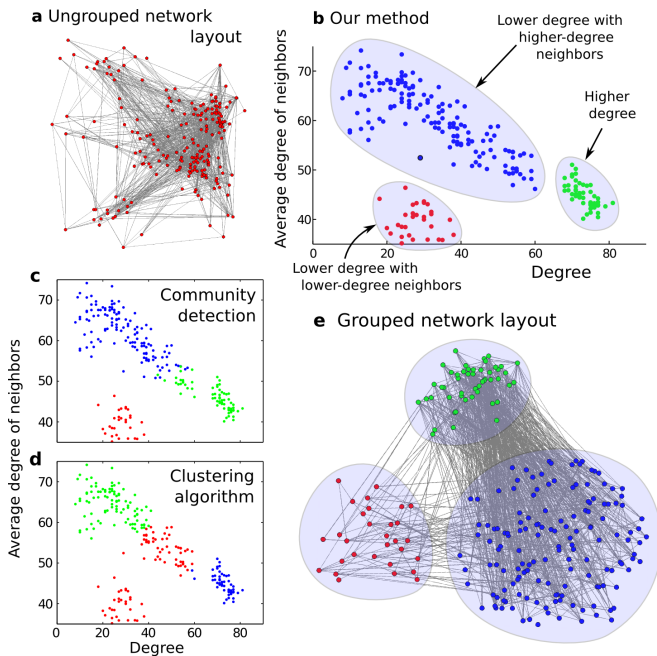 a Ungrouped network
layout
b Our method
Lower degree with
higher-degree
neighbors
Higher
degree
Average degree of neighbors
70
60
50
40
0
20
40
60
80
Degree
Lower degree with
lower-degree neighbors
c
Community
detection
70
60
50
40
d
Clustering
algorithm
70
60
50
40
Average degree of neighbors
0
20
40
60
80
Degree
e Grouped network layout